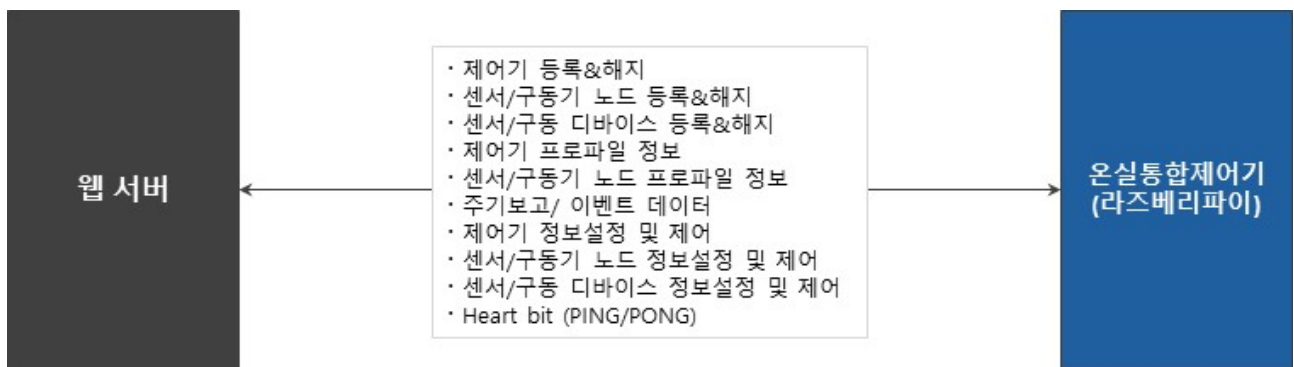 웹 서버
· 제어기 등록&해지
· 센서/구동기 노드 등록&해지
· 센서/구동 디바이스 등록&해지
· 제어기 프로파일 정보
· 센서/구동기 노드 프로파일 정보
· 주기보고/ 이벤트 데이터
· 제어기 정보설정 및 제어
· 센서/구동기 노드 정보설정 및 제어
· 센서/구동 디바이스 정보설정 및 제어
· Heart bit (PING/PONG)
온실통합제어기
(라즈베리파이)